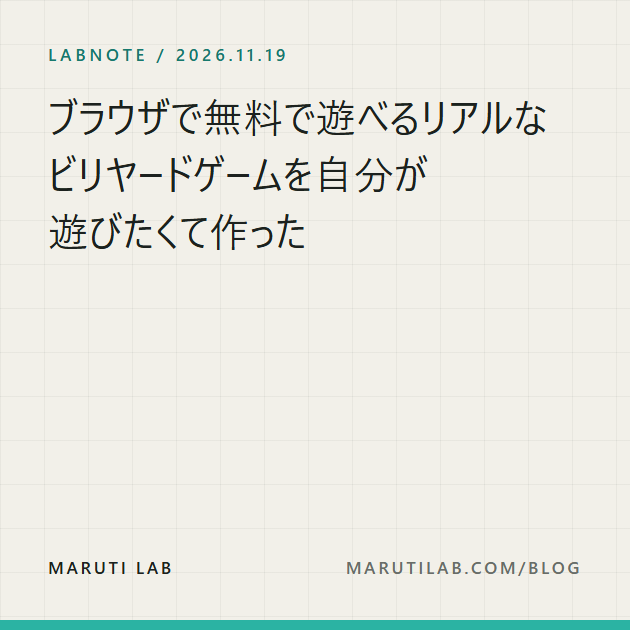 LABNOTE / 2026.11.19
ブラウザで無料で遊べるリアルな
ビリヤードゲームを自分が
遊びたくて作った
MARUTI LAB
MARUTILAB.COM/BLOG